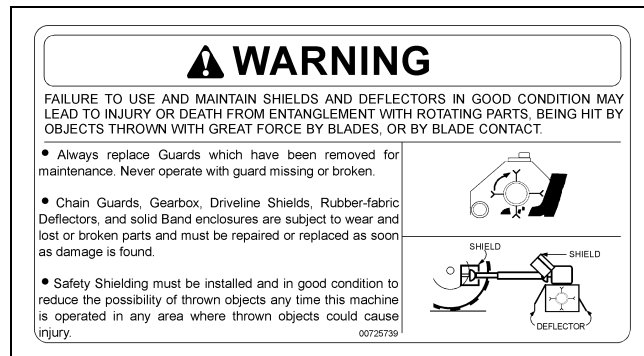 WARNING
FAILURE TO USE AND MAINTAIN SHIELDS AND DEFLECTORS IN GOOD CONDITION MAY
LEAD TO INJURY OR DEATH FROM ENTANGLEMENT WITH ROTATING PARTS, BEING HIT BY
OBJECTS THROWN WITH GREAT FORCE BY BLADES, OR BY BLADE CONTACT.
• Always replace Guards which have been removed for
maintenance. Never operate with guard missing or broken.
• Chain Guards, Gearbox, Driveline Shields, Rubber-fabric
Deflectors, and solid Band enclosures are subject to wear and
lost or broken parts and must be repaired or replaced as soon
as damage is found.
• Safety Shielding must be installed and in good condition to
reduce the possibility of thrown objects any time this machine
is operated in any area where thrown objects could cause
injury.
00725739
SHIELD
SHIELD
DEFLECTOR